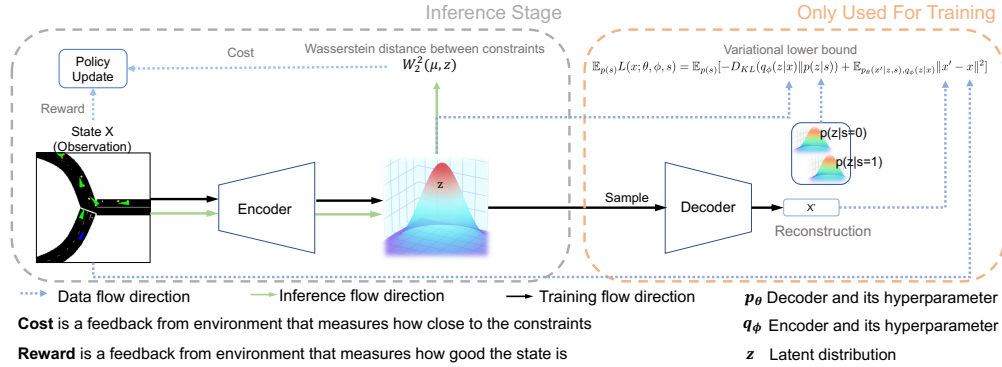 Inference Stage
Only Used For Training
Cost
Wasserstein distance between constraints
W₂²(μ, z)
Policy
Update
Reward
State X
(Observation)
Variational lower bound
𝔼_{p(s)}L(x; θ, ϕ, s) = 𝔼_{p(s)}[−D_{KL}(q_ϕ(z|x)∥p(z|s)) + 𝔼_{p_θ(x′|z,s),q_ϕ(z|x)}∥x′ − x∥²]
p(z|s=0)
p(z|s=1)
Encoder
z
Sample
Decoder
X'
Reconstruction
Data flow direction
Inference flow direction
Training flow direction
p_θ Decoder and its hyperparameter
Cost is a feedback from environment that measures how close to the constraints
q_ϕ Encoder and its hyperparameter
Reward is a feedback from environment that measures how good the state is
z Latent distribution